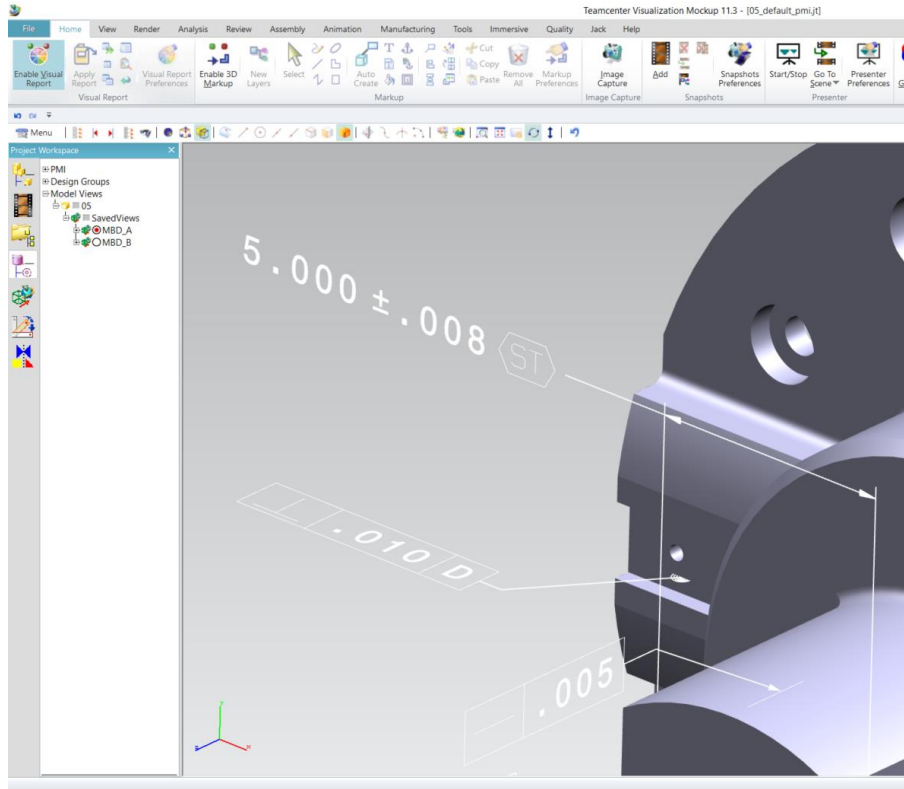 Teamcenter Visualization Mockup 11.3 - [05_default_pmi.jt]
File Home View Render Analysis Review Assembly Animation Manufacturing Tools Immersive Quality Jack Help
Enable Visual Report
Apply Report
Visual Report Preferences
Visual Report
Enable 3D Markup
New Layers
Select
Auto Create
Cut
Copy
Paste
Remove All
Markup Preferences
Markup
Image Capture
Image Capture
Add
Snapshots Preferences
Snapshots
Start/Stop
Go To Scene
Presenter Preferences
Presenter
Menu
Project Workspace
PMI
Design Groups
Model Views
05
SavedViews
MBD_A
MBD_B
5.000 ±.008 ST
.010 D
.005